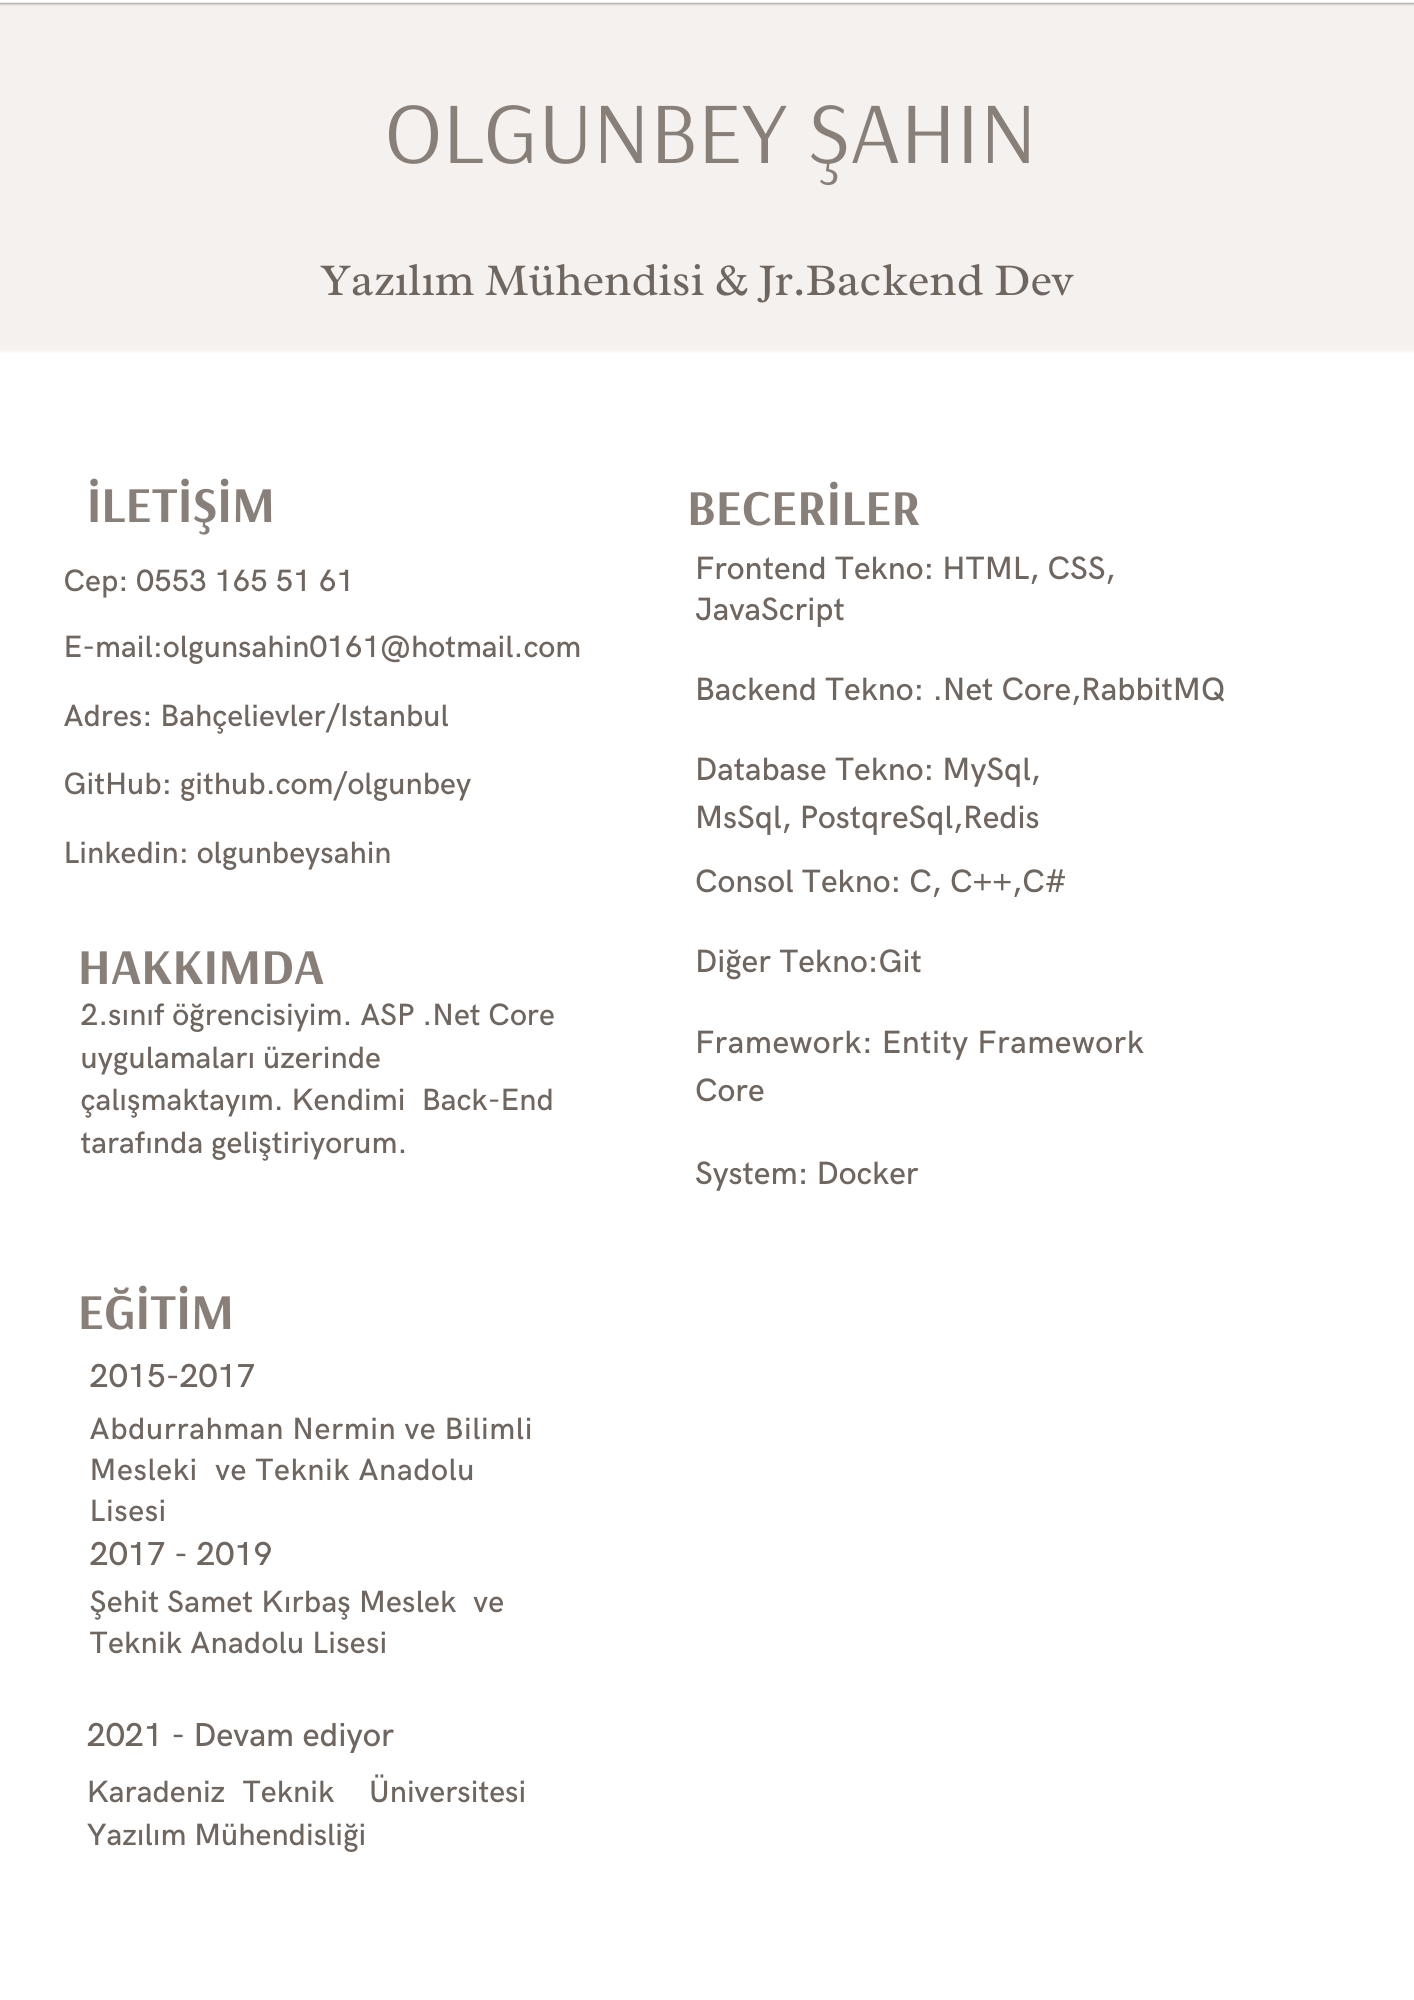 OLGUNBEY ŞAHIN
Yazılım Mühendisi & Jr.Backend Dev
İLETİŞİM
Cep: 0553 165 51 61
E-mail:olgunsahin0161@hotmail.com
Adres: Bahçelievler/Istanbul
GitHub: github.com/olgunbey
Linkedin: olgunbeysahin
HAKKIMDA
2.sınıf öğrencisiyim. ASP .Net Core
uygulamaları üzerinde
çalışmaktayım. Kendimi  Back-End
tarafında geliştiriyorum.
EĞİTİM
2015-2017
Abdurrahman Nermin ve Bilimli
Mesleki  ve Teknik Anadolu
Lisesi
2017 - 2019
Şehit Samet Kırbaş Meslek  ve
Teknik Anadolu Lisesi
2021 - Devam ediyor
Karadeniz  Teknik    Üniversitesi
Yazılım Mühendisliği
BECERİLER
Frontend Tekno: HTML, CSS,
JavaScript
Backend Tekno: .Net Core,RabbitMQ
Database Tekno: MySql,
MsSql, PostqreSql,Redis
Consol Tekno: C, C++,C#
Diğer Tekno:Git
Framework: Entity Framework
Core
System: Docker